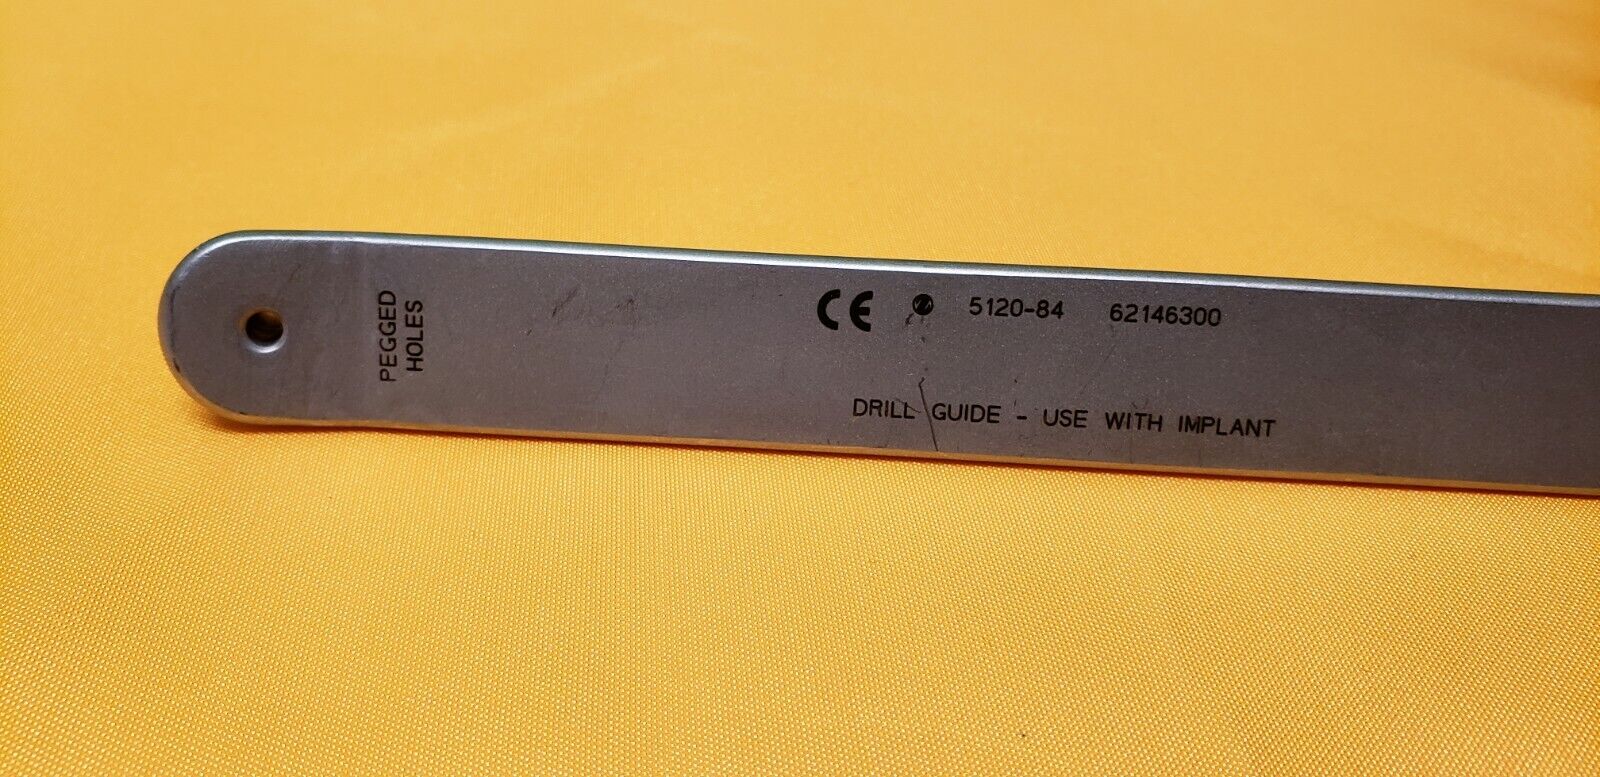 PEGGED
HOLES
CE 5120-84 62146300
DRILL GUIDE - USE WITH IMPLANT